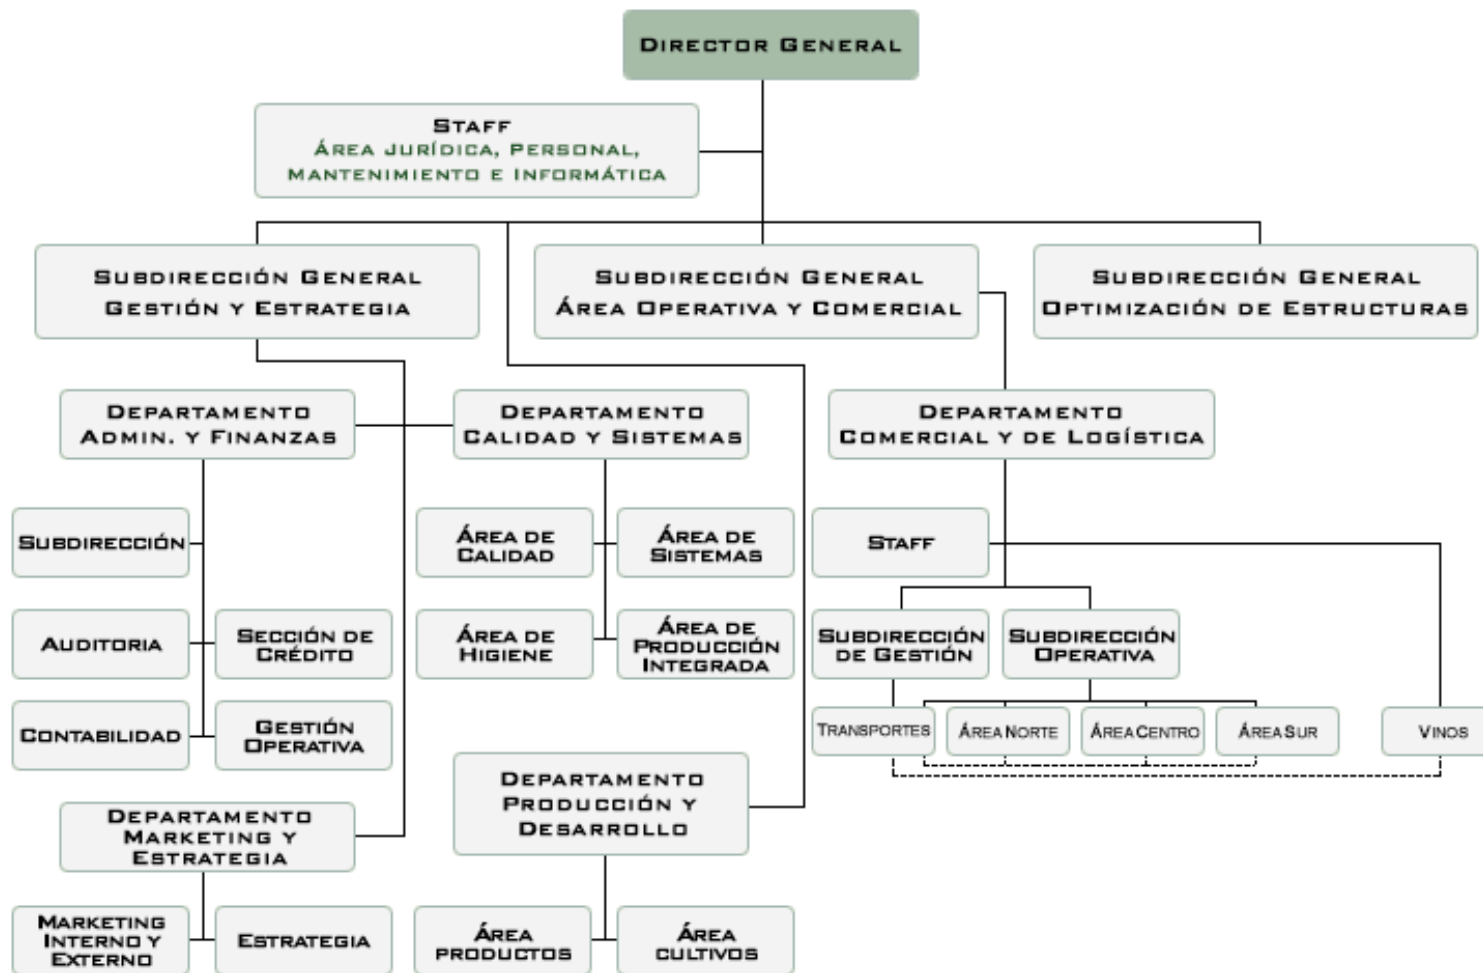 Director General
Staff
Área Jurídica, Personal,
Mantenimiento e Informática
Subdirección General
Gestión y Estrategia
Subdirección General
Área Operativa y Comercial
Subdirección General
Optimización de Estructuras
Departamento
Admin. y Finanzas
Departamento
Calidad y Sistemas
Departamento
Comercial y de Logística
Subdirección
Área de
Calidad
Área de
Sistemas
Staff
Auditoria
Sección de
Crédito
Área de
Higiene
Área de
Producción
Integrada
Subdirección
de Gestión
Subdirección
Operativa
Contabilidad
Gestión
Operativa
Transportes
Área Norte
Área Centro
Área Sur
Vinos
Departamento
Marketing y
Estrategia
Departamento
Producción y
Desarrollo
Marketing
Interno y
Externo
Estrategia
Área
productos
Área
cultivos